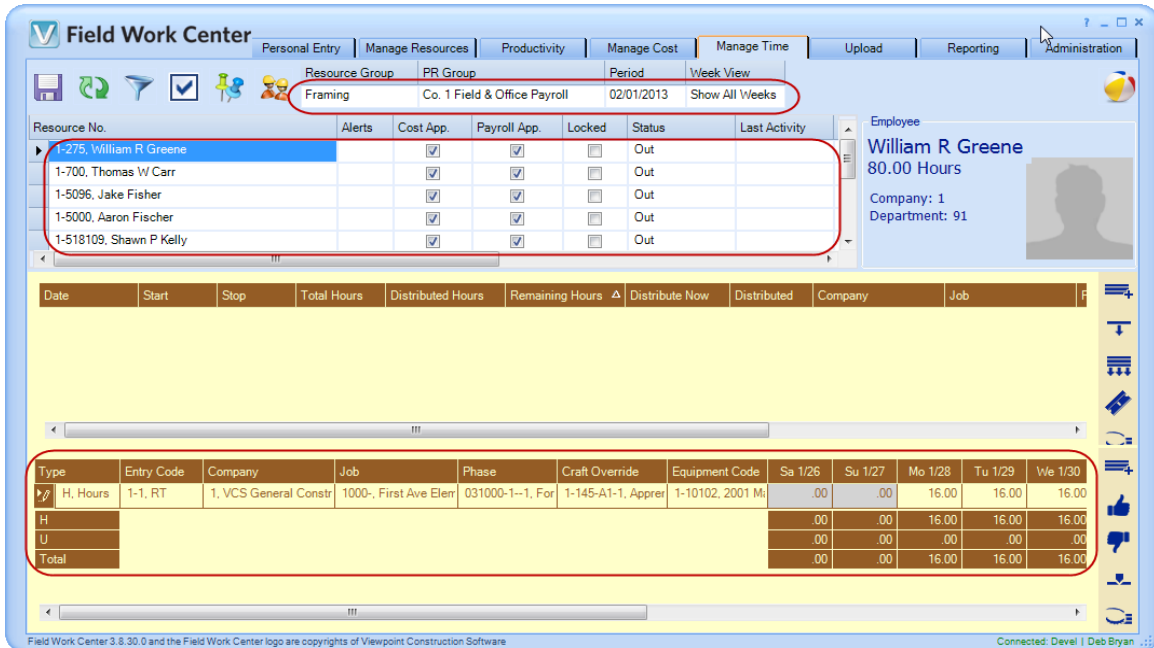 ? _ □ ×
V Field Work Center
Personal Entry Manage Resources Productivity Manage Cost Manage Time Upload Reporting Administration
Resource Group PR Group Period Week View
Framing Co. 1 Field & Office Payroll 02/01/2013 Show All Weeks
Resource No. Alerts Cost App. Payroll App. Locked Status Last Activity
1-275, William R Greene Out
1-700, Thomas W Carr Out
1-5096, Jake Fisher Out
1-5000, Aaron Fischer Out
1-518109, Shawn P Kelly Out
Employee
William R Greene
80.00 Hours
Company: 1
Department: 91
Date Start Stop Total Hours Distributed Hours Remaining Hours Distribute Now Distributed Company Job
Type Entry Code Company Job Phase Craft Override Equipment Code Sa 1/26 Su 1/27 Mo 1/28 Tu 1/29 We 1/30
H, Hours 1-1, RT 1, VCS General Constr 1000-, First Ave Elem 031000-1--1, For 1-145-A1-1, Apprer 1-10102, 2001 Ma .00 .00 16.00 16.00 16.00
H .00 .00 16.00 16.00 16.00
U .00 .00 .00 .00 .00
Total .00 .00 16.00 16.00 16.00
Field Work Center 3.8.30.0 and the Field Work Center logo are copyrights of Viewpoint Construction Software
Connected: Devel | Deb Bryan